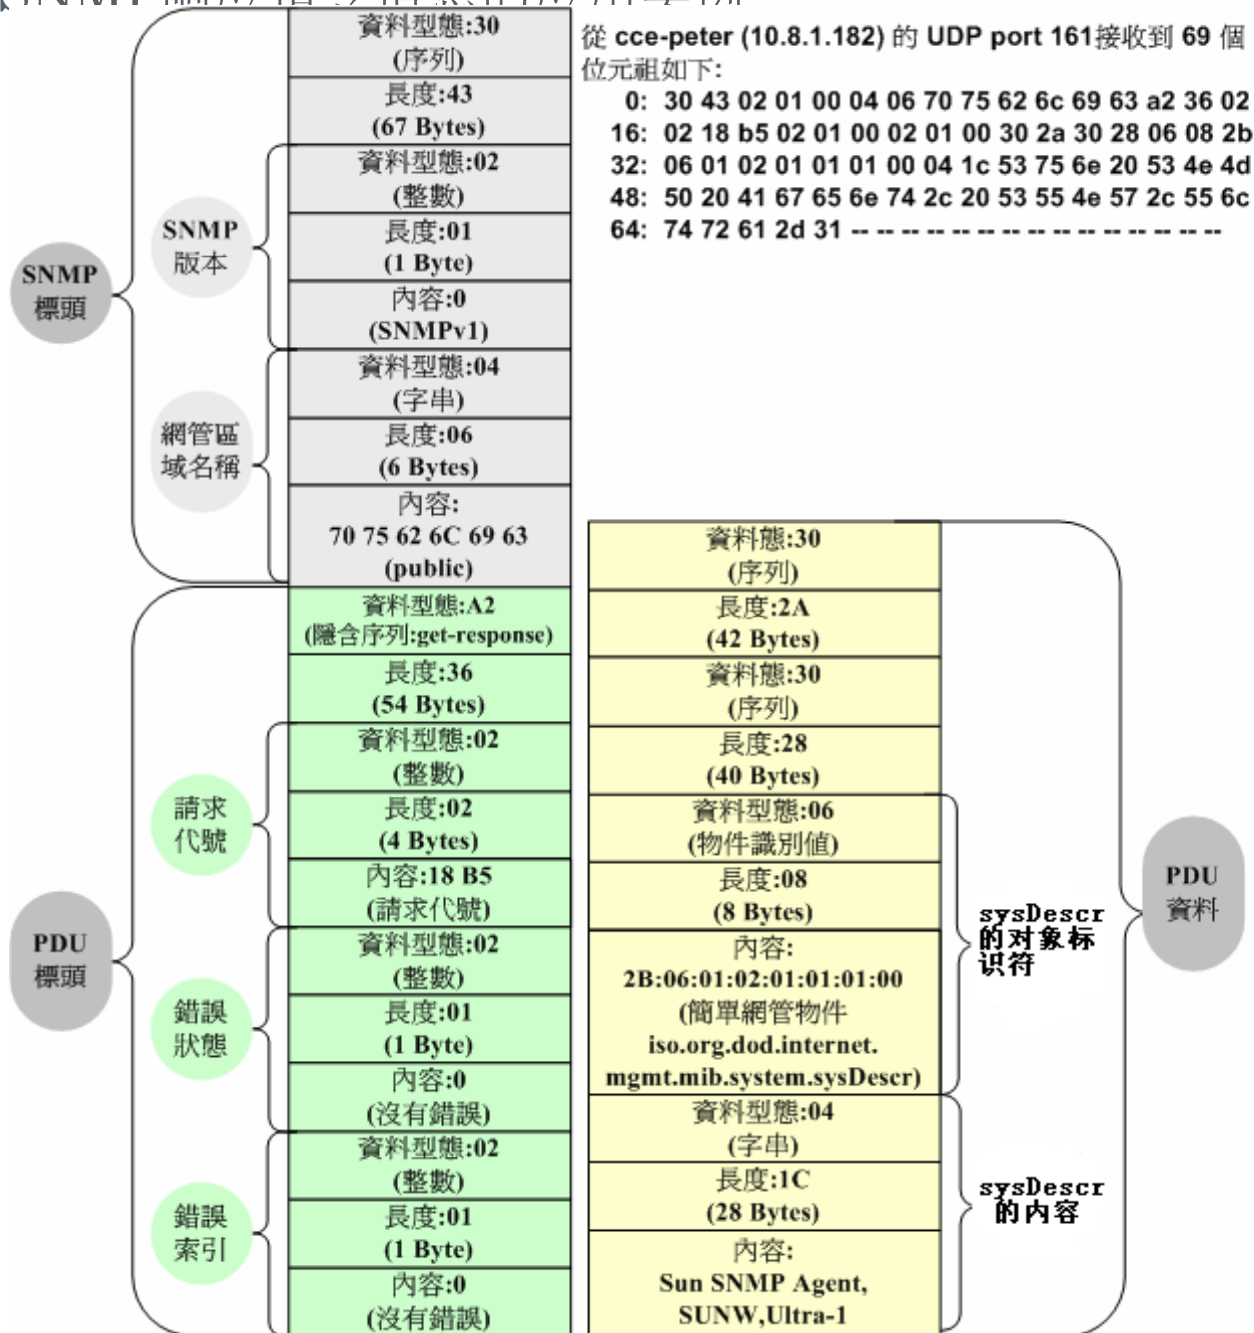 資料型態:30
(序列)
長度:43
(67 Bytes)
資料型態:02
(整數)
長度:01
(1 Byte)
內容:0
(SNMPv1)
資料型態:04
(字串)
長度:06
(6 Bytes)
內容:
70 75 62 6C 69 63
(public)
SNMP
版本
網管區
域名稱
SNMP
標頭
資料型態:A2
(隱含序列:get-response)
長度:36
(54 Bytes)
資料型態:02
(整數)
長度:02
(4 Bytes)
內容:18 B5
(請求代號)
資料型態:02
(整數)
長度:01
(1 Byte)
內容:0
(沒有錯誤)
資料型態:02
(整數)
長度:01
(1 Byte)
內容:0
(沒有錯誤)
請求
代號
錯誤
狀態
錯誤
索引
PDU
標頭
從 cce-peter (10.8.1.182) 的 UDP port 161接收到 69 個
位元祖如下:
0: 30 43 02 01 00 04 06 70 75 62 6c 69 63 a2 36 02
16: 02 18 b5 02 01 00 02 01 00 30 2a 30 28 06 08 2b
32: 06 01 02 01 01 01 00 04 1c 53 75 6e 20 53 4e 4d
48: 50 20 41 67 65 6e 74 2c 20 53 55 4e 57 2c 55 6c
64: 74 72 61 2d 31 -- -- -- -- -- -- -- -- -- -- --
資料態:30
(序列)
長度:2A
(42 Bytes)
資料態:30
(序列)
長度:28
(40 Bytes)
資料型態:06
(物件識別值)
長度:08
(8 Bytes)
內容:
2B:06:01:02:01:01:01:00
(簡單網管物件
iso.org.dod.internet.
mgmt.mib.system.sysDescr)
資料型態:04
(字串)
長度:1C
(28 Bytes)
內容:
Sun SNMP Agent,
SUNW,Ultra-1
sysDescr
的对象标
识符
sysDescr
的内容
PDU
資料